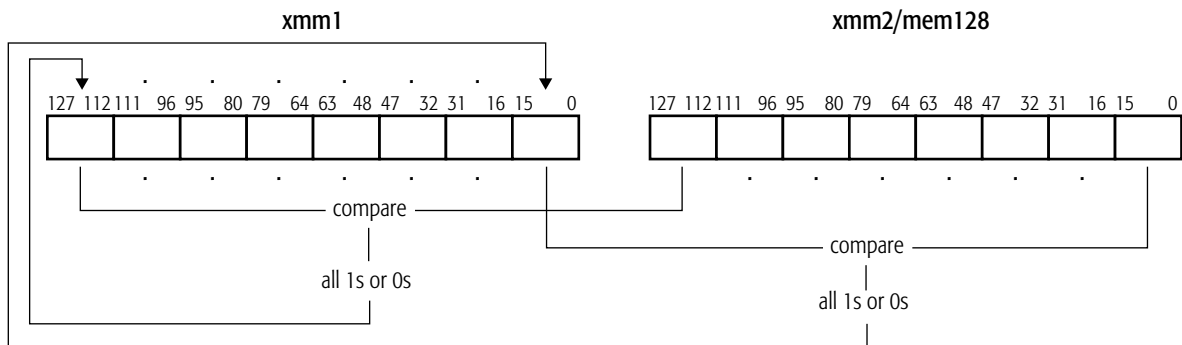 xmm1 xmm2/mem128
127 112 111 96 95 80 79 64 63 48 47 32 31 16 15 0 127 112 111 96 95 80 79 64 63 48 47 32 31 16 15 0
compare
compare
all 1s or 0s
all 1s or 0s